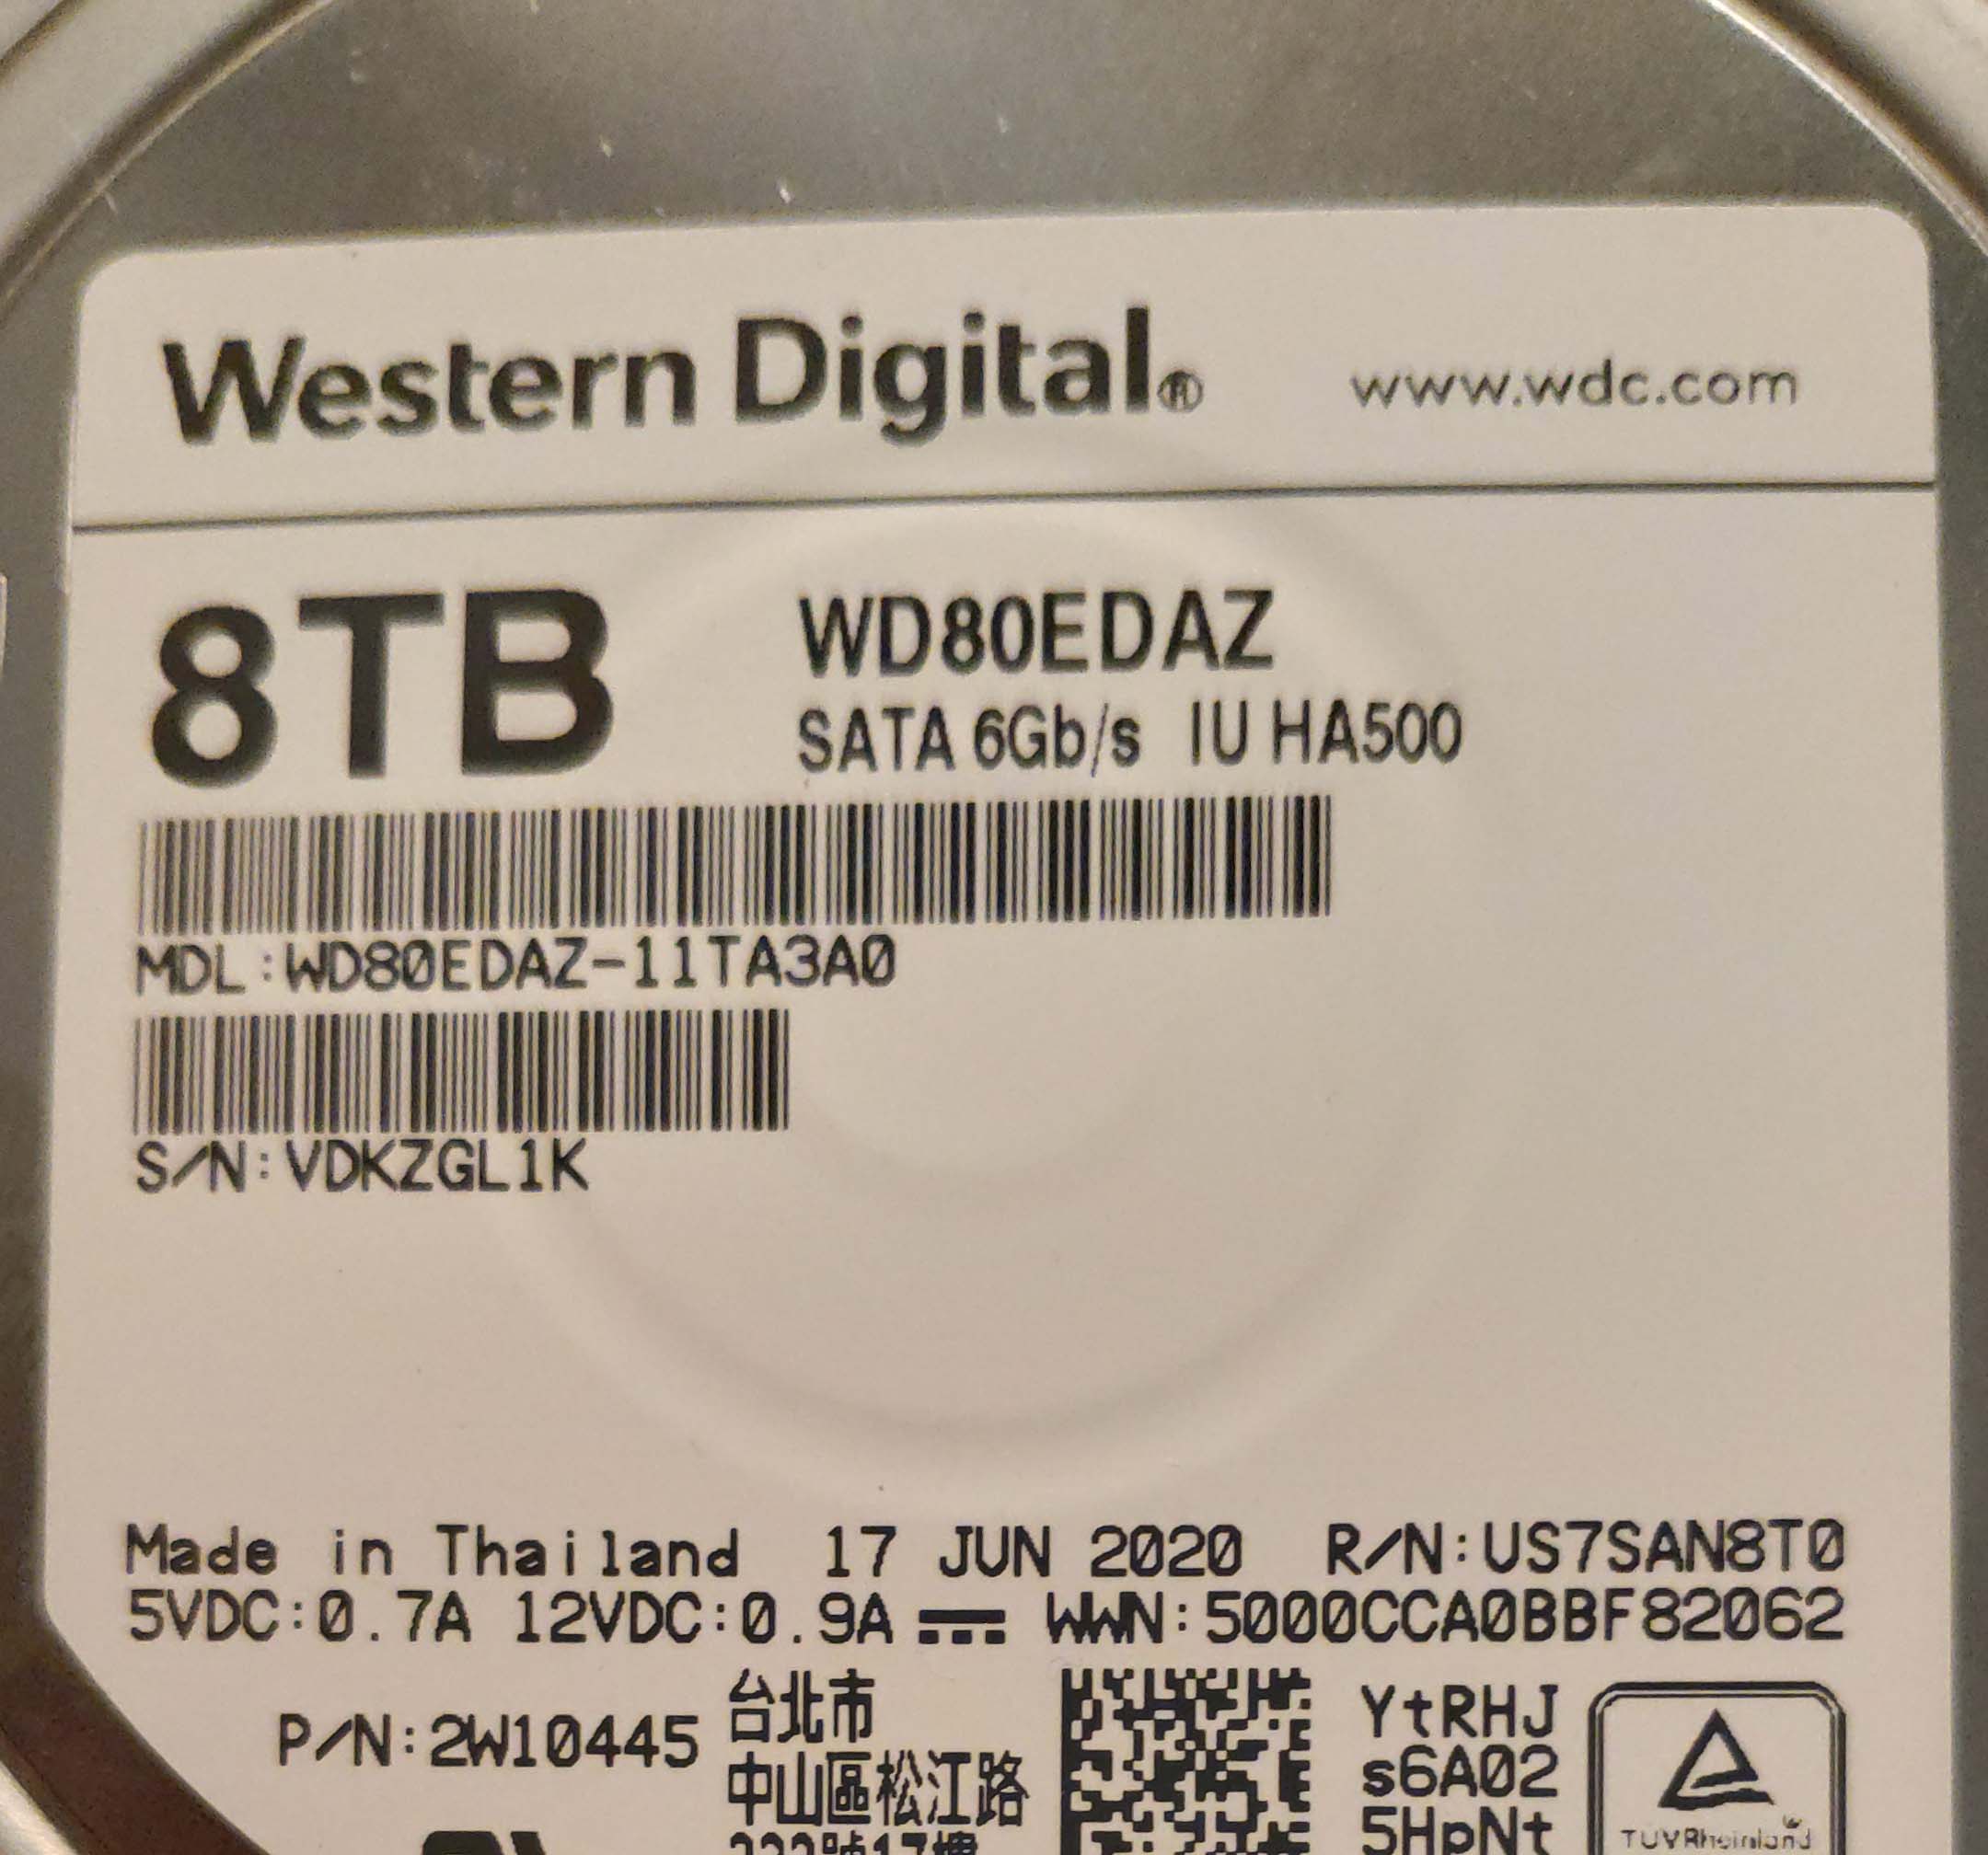 Western Digital® www.wdc.com
8TB WD80EDAZ
SATA 6Gb/s IU HA500
MDL:WD80EDAZ-11TA3A0
S/N:VDKZGL1K
Made in Thailand 17 JUN 2020 R/N:US7SAN8T0
5VDC:0.7A 12VDC:0.9A WWN:5000CCA0BBF82062
P/N:2W10445
台北市
中山區松江路
YtRHJ
s6A02
5HpNt
TÜVRheinland